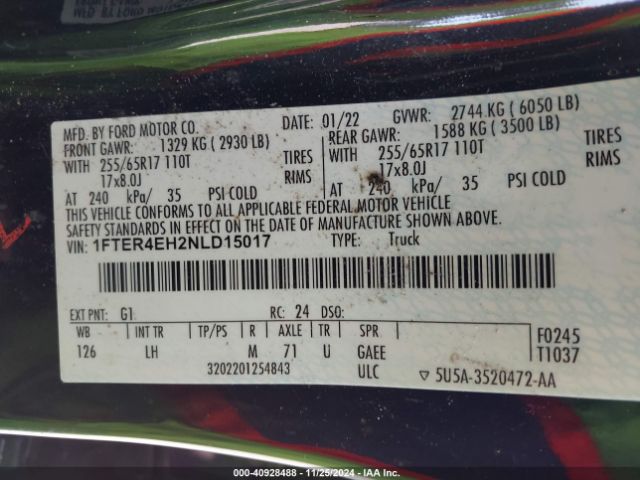 MFD. BY FORD MOTOR CO. DATE: 01/22 GVWR: 2744 KG ( 6050 LB)
FRONT GAWR: 1329 KG ( 2930 LB) REAR GAWR: 1588 KG ( 3500 LB)
WITH 255/65R17 110T TIRES WITH 255/65R17 110T TIRES
17x8.0J RIMS 17x8.0J RIMS
AT 240 kPa/ 35 PSI COLD AT 240 kPa/ 35 PSI COLD
THIS VEHICLE CONFORMS TO ALL APPLICABLE FEDERAL MOTOR VEHICLE
SAFETY STANDARDS IN EFFECT ON THE DATE OF MANUFACTURE SHOWN ABOVE.
VIN: 1FTER4EH2NLD15017 TYPE: Truck
EXT PNT: G1 RC: 24 DSO:
WB INT TR TP/PS R AXLE TR SPR F0245
126 LH M 71 U GAEE T1037
3202201254843 ULC ▽ 5U5A-3520472-AA
000-40928488 - 11/25/2024 - IAA Inc.